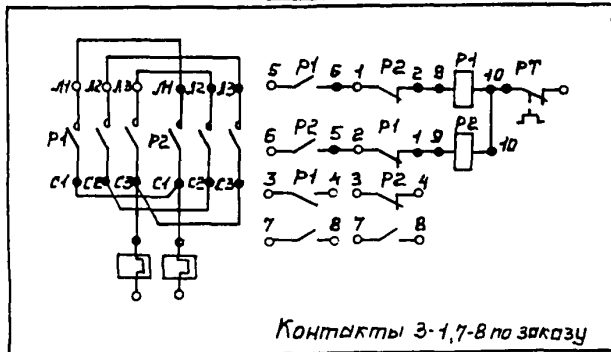 Л1 Л2 Л3 Л1 Л2 Л3
5 Р1 6 1 Р2 2 8 Р1 10 РТ
Р1 Р2
6 Р2 5 2 Р1 1 9 Р2 10
С1 С2 С3 С1 С2 С3
3 Р1 4 3 Р2 4
7 8 7 8
Контакты 3-1,7-8 по заказу